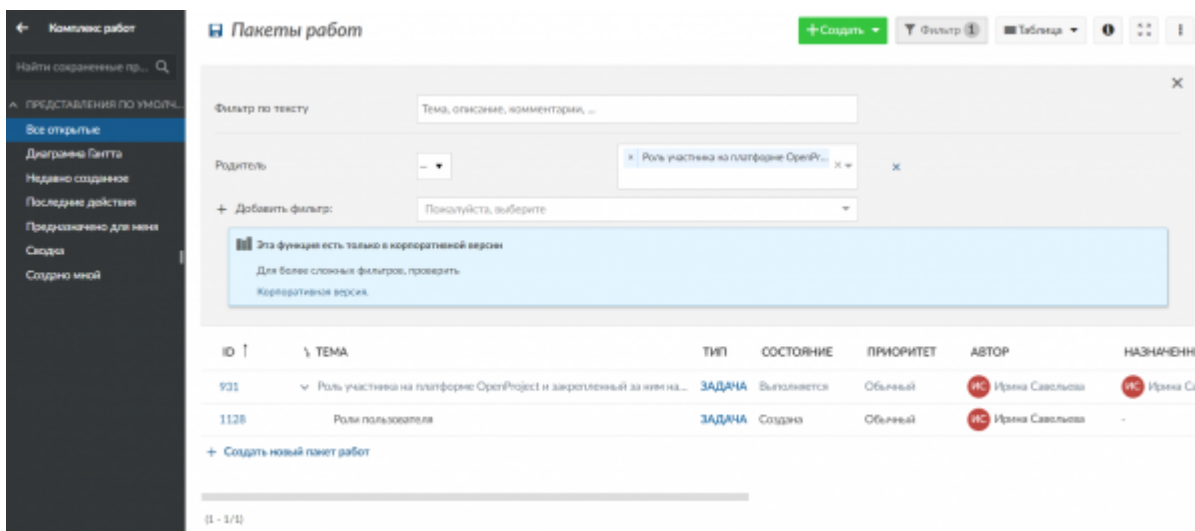 Комплекс работ
Пакеты работ
Создать
Фильтр 1
Таблица
Найти сохраненные пр...
ПРЕДСТАВЛЕНИЯ ПО УМОЛЧ...
Все открытые
Диаграмма Гантта
Недавно созданное
Последние действия
Предназначено для меня
Сводка
Создано мной
Фильтр по тексту
Тема, описание, комментарии, ...
Родитель
× Роль участника на платформе OpenPr...
+ Добавить фильтр:
Пожалуйста, выберите
Эта функция есть только в корпоративной версии
Для более сложных фильтров, проверить
Корпоративная версия.
ID ТЕМА ТИП СОСТОЯНИЕ ПРИОРИТЕТ АВТОР НАЗНАЧЕНН
931 Роль участника на платформе OpenProject и закрепленный за ним на... ЗАДАЧА Выполняется Обычный ИС Ирина Савельева ИС Ирина Са
1128 Роли пользователя ЗАДАЧА Создана Обычный ИС Ирина Савельева -
+ Создать новый пакет работ
(1 - 1/1)